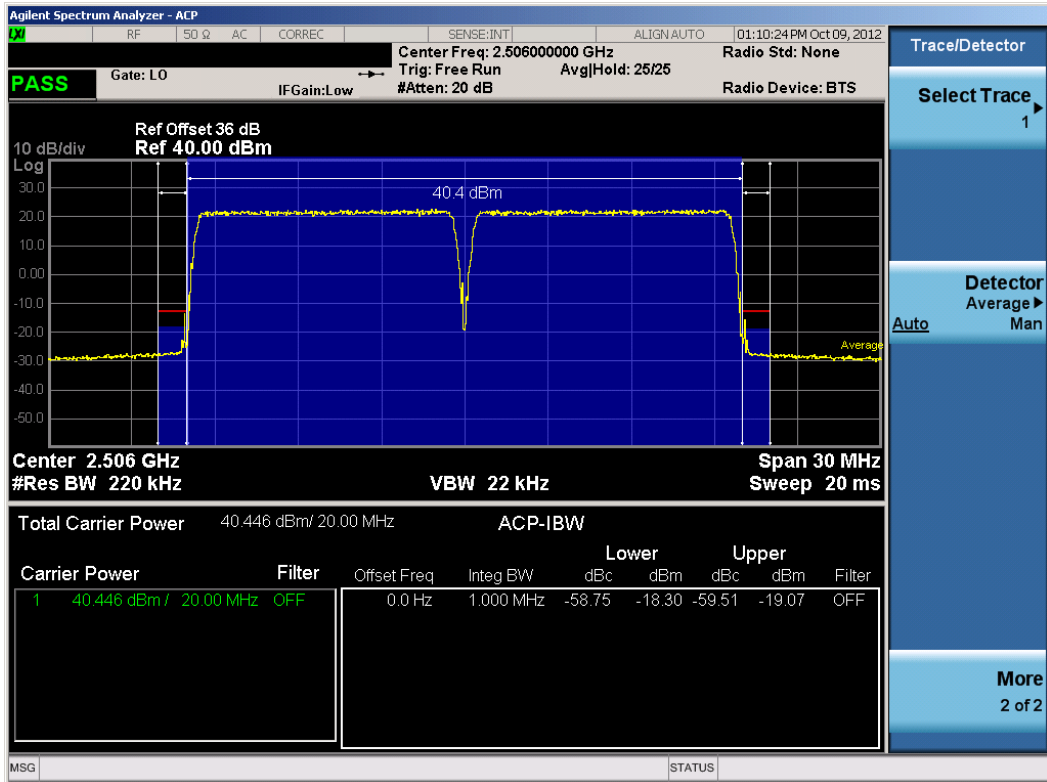 Agilent Spectrum Analyzer - ACP
LXI RF 50 Ω AC CORREC SENSE:INT ALIGN AUTO 01:10:24 PM Oct 09, 2012
Center Freq: 2.506000000 GHz Radio Std: None
Gate: LO Trig: Free Run Avg|Hold: 25/25
PASS IFGain:Low #Atten: 20 dB Radio Device: BTS
Trace/Detector
Select Trace
1
Detector
Average
Auto Man
More
2 of 2
Ref Offset 36 dB
10 dB/div Ref 40.00 dBm
Log
30.0
20.0
10.0
0.00
-10.0
-20.0
-30.0
-40.0
-50.0
40.4 dBm
Average
Center 2.506 GHz Span 30 MHz
#Res BW 220 kHz VBW 22 kHz Sweep 20 ms
Total Carrier Power 40.446 dBm/ 20.00 MHz ACP-IBW
Lower Upper
Carrier Power Filter Offset Freq Integ BW dBc dBm dBc dBm Filter
1 40.446 dBm / 20.00 MHz OFF 0.0 Hz 1.000 MHz -58.75 -18.30 -59.51 -19.07 OFF
MSG STATUS